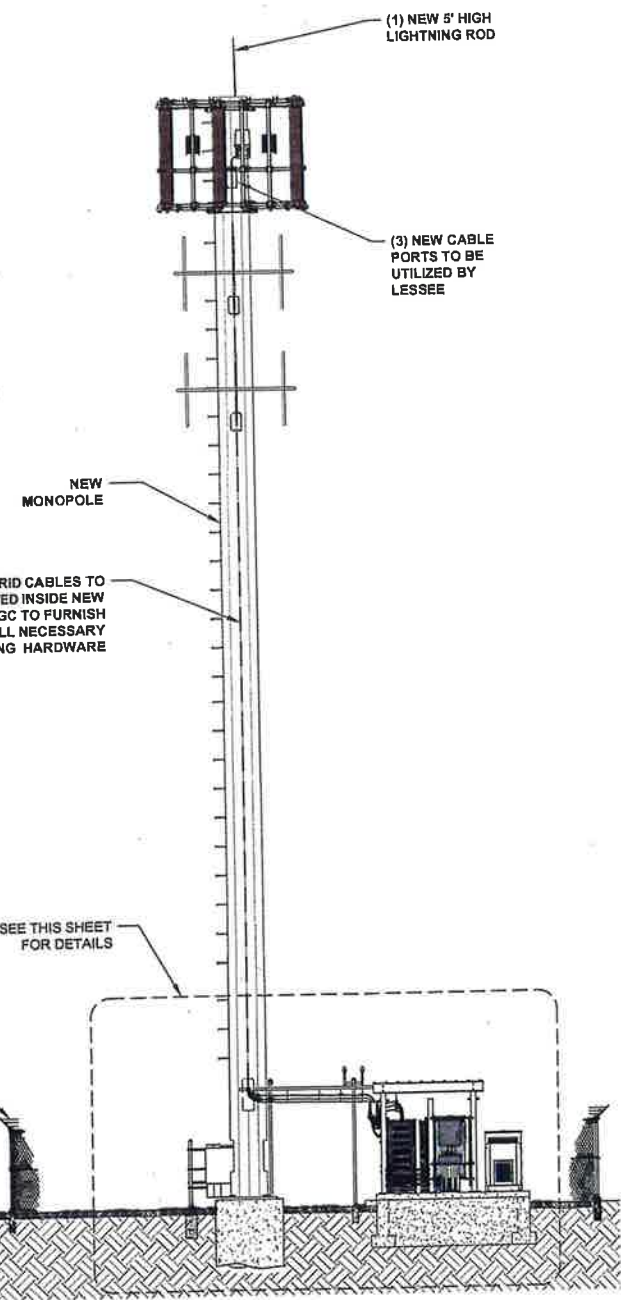 (1) NEW 5' HIGH
LIGHTNING ROD
(3) NEW CABLE
PORTS TO BE
UTILIZED BY
LESSEE
NEW
MONOPOLE
RID CABLES TO
ED INSIDE NEW
GC TO FURNISH
LL NECESSARY
NG HARDWARE
SEE THIS SHEET
FOR DETAILS